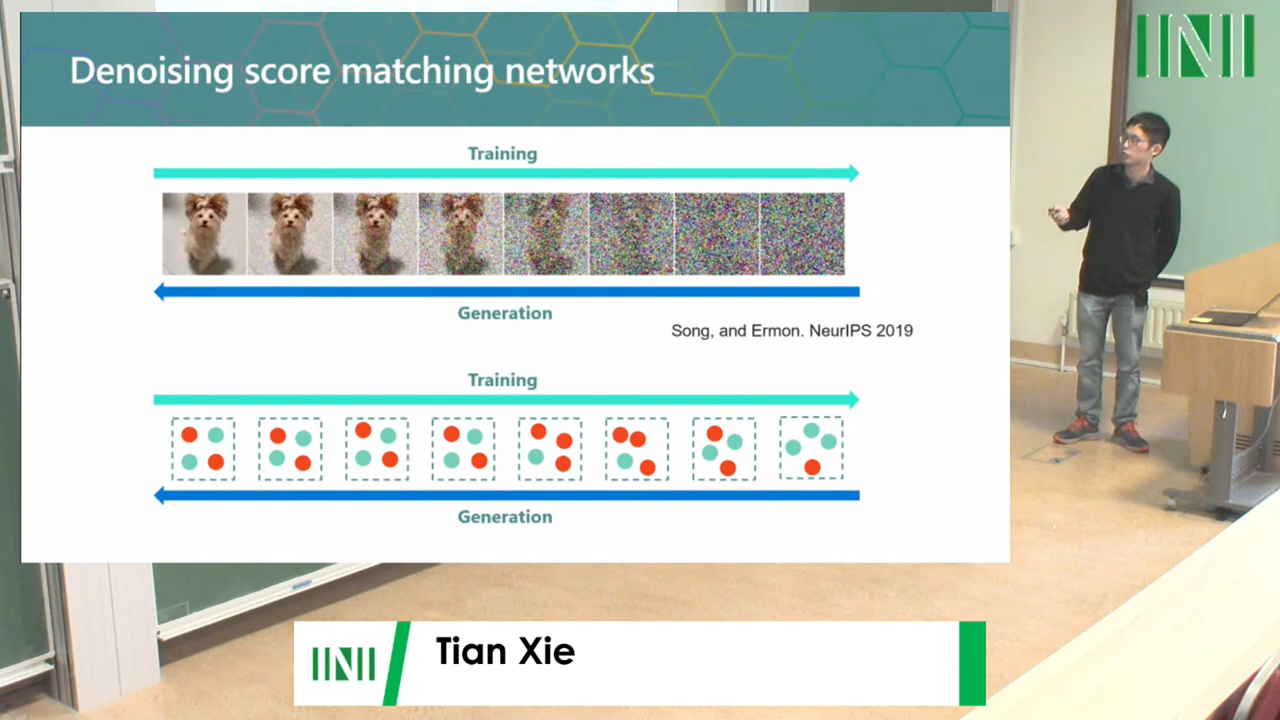 Denoising score matching networks
INI
Training
Generation
Song, and Ermon. NeurIPS 2019
Training
Generation
INI
Tian Xie